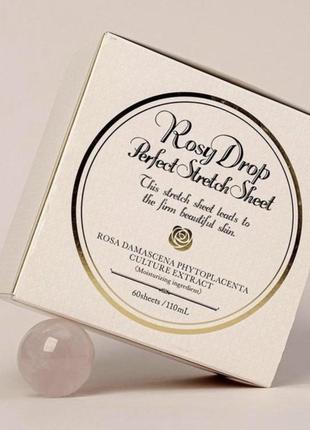 Rosy Drop
Perfect Stretch Sheet
This stretch sheet leads to
the firm beautiful skin.
ROSA DAMASCENA PHYTOPLACENTA
CULTURE EXTRACT
(Moisturizing ingredient)
60sheets/110mL